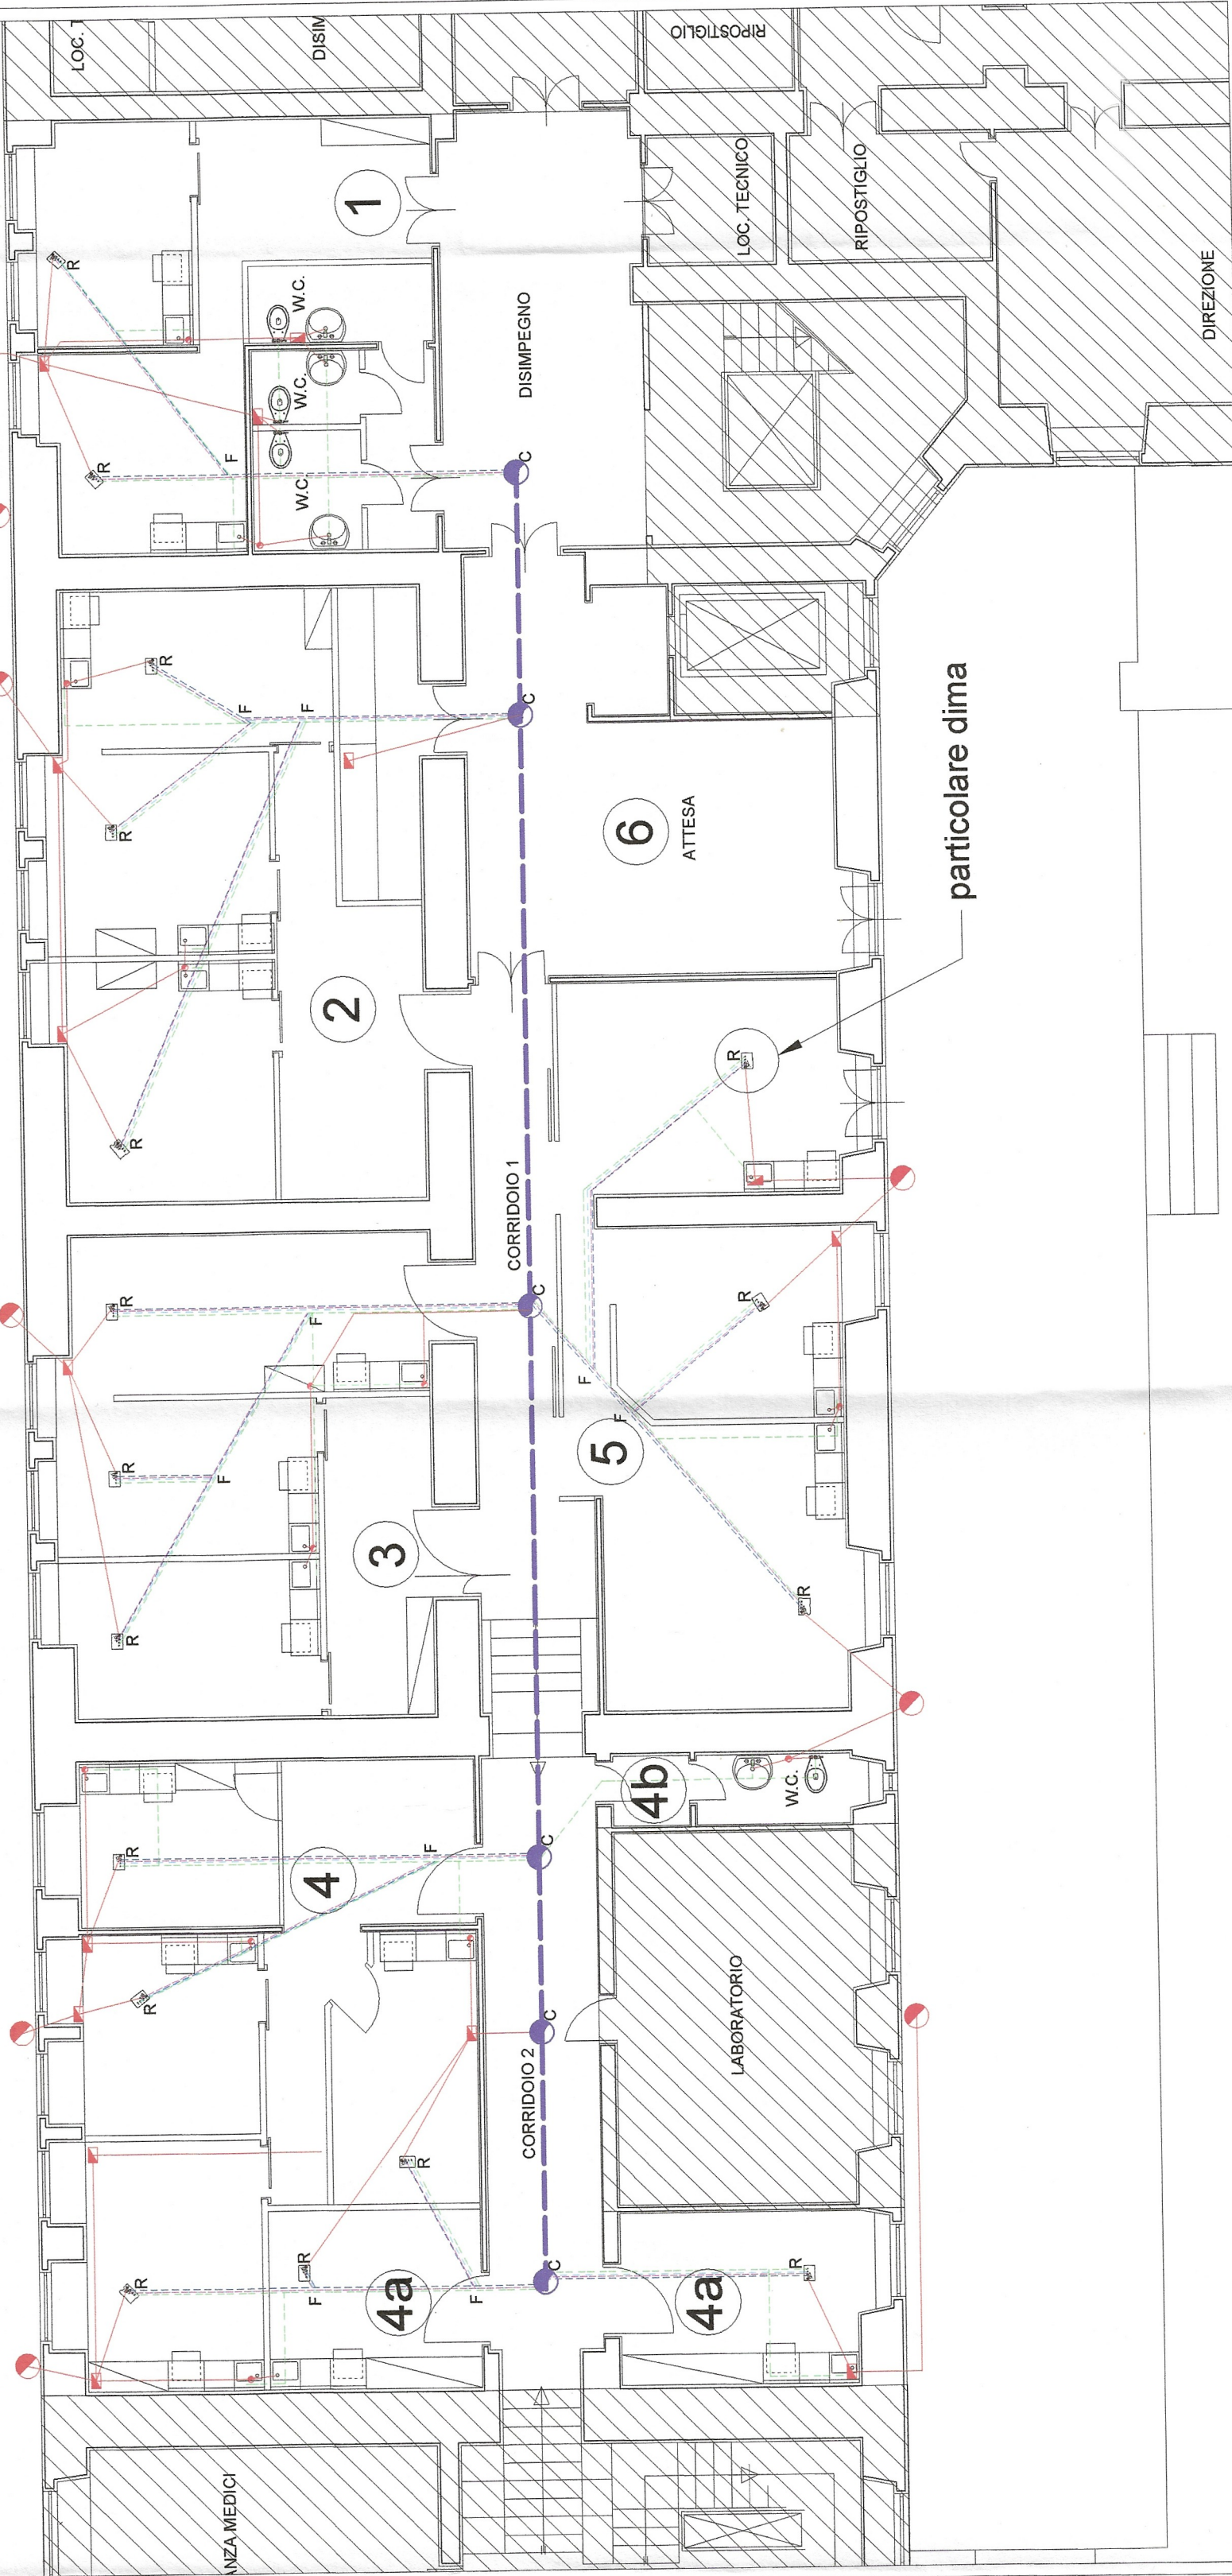 LOC. T
DISIM
RIPOSTIGLIO
1
LOC. TECNICO
RIPOSTIGLIO
DIREZIONE
R
W.C.
DISIMPEGNO
W.C.
R
F
W.C.
C
R
F
F
C
R
6
ATTESA
particolare dima
2
R
R
CORRIDOIO 1
R
F
C
R
F
R
F
F
5
3
R
R
4b
W.C.
R
F
4
C
R
C
LABORATORIO
CORRIDOIO 2
R
R
R
F
F
4a
C
4a
R
ANZA MEDICI